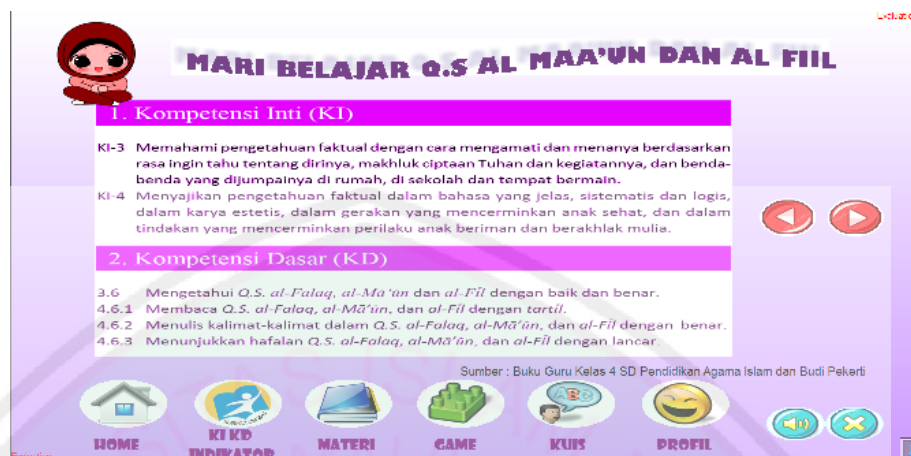 MARI BELAJAR Q.S AL MAA'UN DAN AL FIIL
1. Kompetensi Inti (KI)
KI-3 Memahami pengetahuan faktual dengan cara mengamati dan menanya berdasarkan
rasa ingin tahu tentang dirinya, makhluk ciptaan Tuhan dan kegiatannya, dan benda-
benda yang dijumpainya di rumah, di sekolah dan tempat bermain.
KI-4 Menyajikan pengetahuan faktual dalam bahasa yang jelas, sistematis dan logis,
dalam karya estetis, dalam gerakan yang mencerminkan anak sehat, dan dalam
tindakan yang mencerminkan perilaku anak beriman dan berakhlak mulia.
2. Kompetensi Dasar (KD)
3.6 Mengetahui Q.S. al-Falaq, al-Ma'ūn dan al-Fīl dengan baik dan benar.
4.6.1 Membaca Q.S. al-Falaq, al-Mā'ūn, dan al-Fīl dengan tartīl.
4.6.2 Menulis kalimat-kalimat dalam Q.S. al-Falaq, al-Mā'ūn, dan al-Fīl dengan benar.
4.6.3 Menunjukkan hafalan Q.S. al-Falaq, al-Mā'ūn, dan al-Fīl dengan lancar.
Sumber : Buku Guru Kelas 4 SD Pendidikan Agama Islam dan Budi Pekerti
ABC
HOME
KI KD
INDIKATOR
MATERI
GAME
KUIS
PROFIL